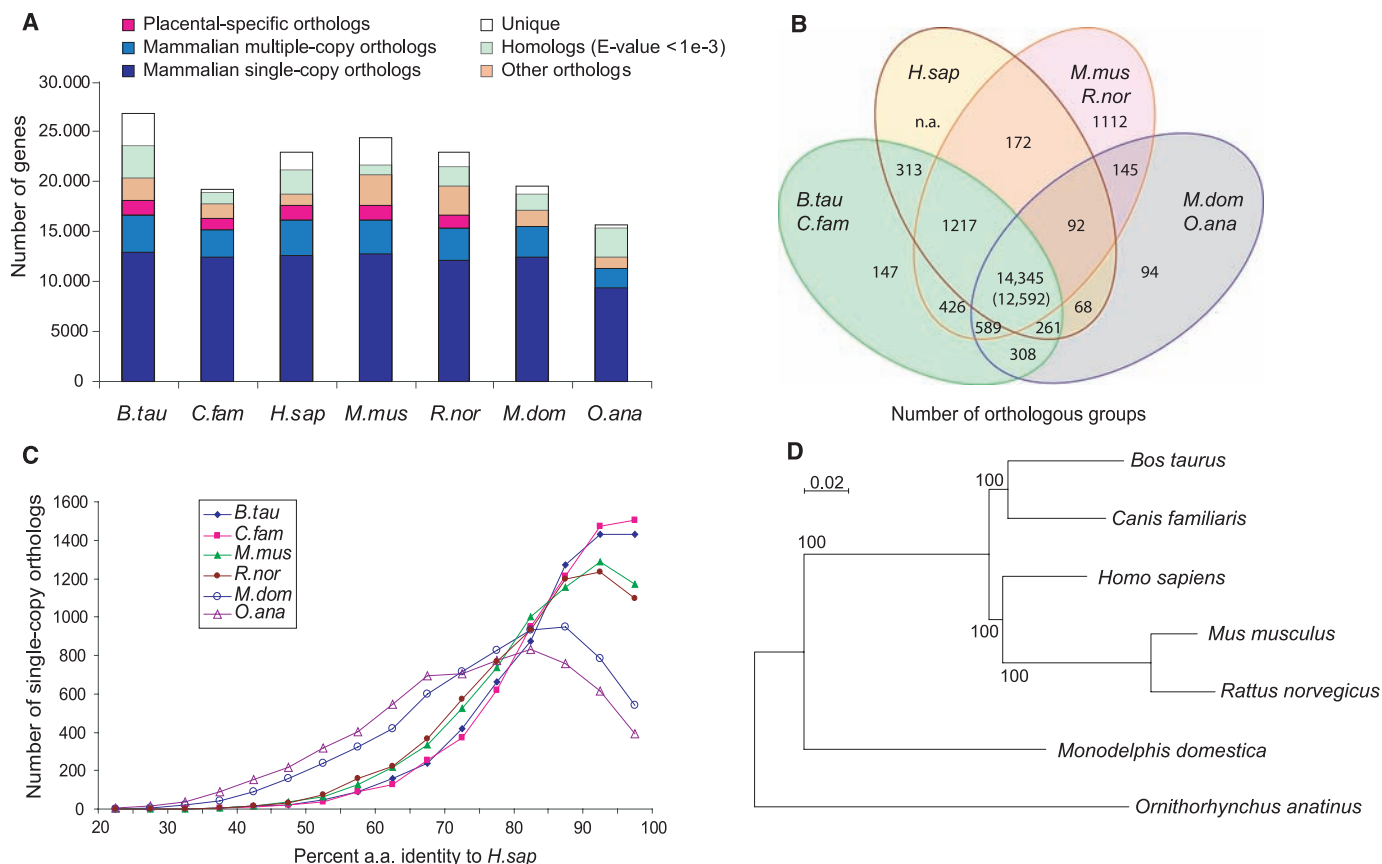 A
Placental-specific orthologs
Mammalian multiple-copy orthologs
Mammalian single-copy orthologs
Unique
Homologs (E-value <1e-3)
Other orthologs
Number of genes
30.000
25.000
20.000
15.000
10.000
5000
0
B.tau C.fam H.sap M.mus R.nor M.dom O.ana
B
H.sap
M.mus
R.nor
n.a.
1112
172
313
145
B.tau
C.fam
M.dom
O.ana
1217
92
147
14,345
(12,592)
94
426
68
589
261
308
Number of orthologous groups
C
Number of single-copy orthologs
1600
1400
1200
1000
800
600
400
200
0
B.tau
C.fam
M.mus
R.nor
M.dom
O.ana
20 30 40 50 60 70 80 90 100
Percent a.a. identity to H.sap
D
0.02
100
100
100
100
Bos taurus
Canis familiaris
Homo sapiens
Mus musculus
Rattus norvegicus
Monodelphis domestica
Ornithorhynchus anatinus